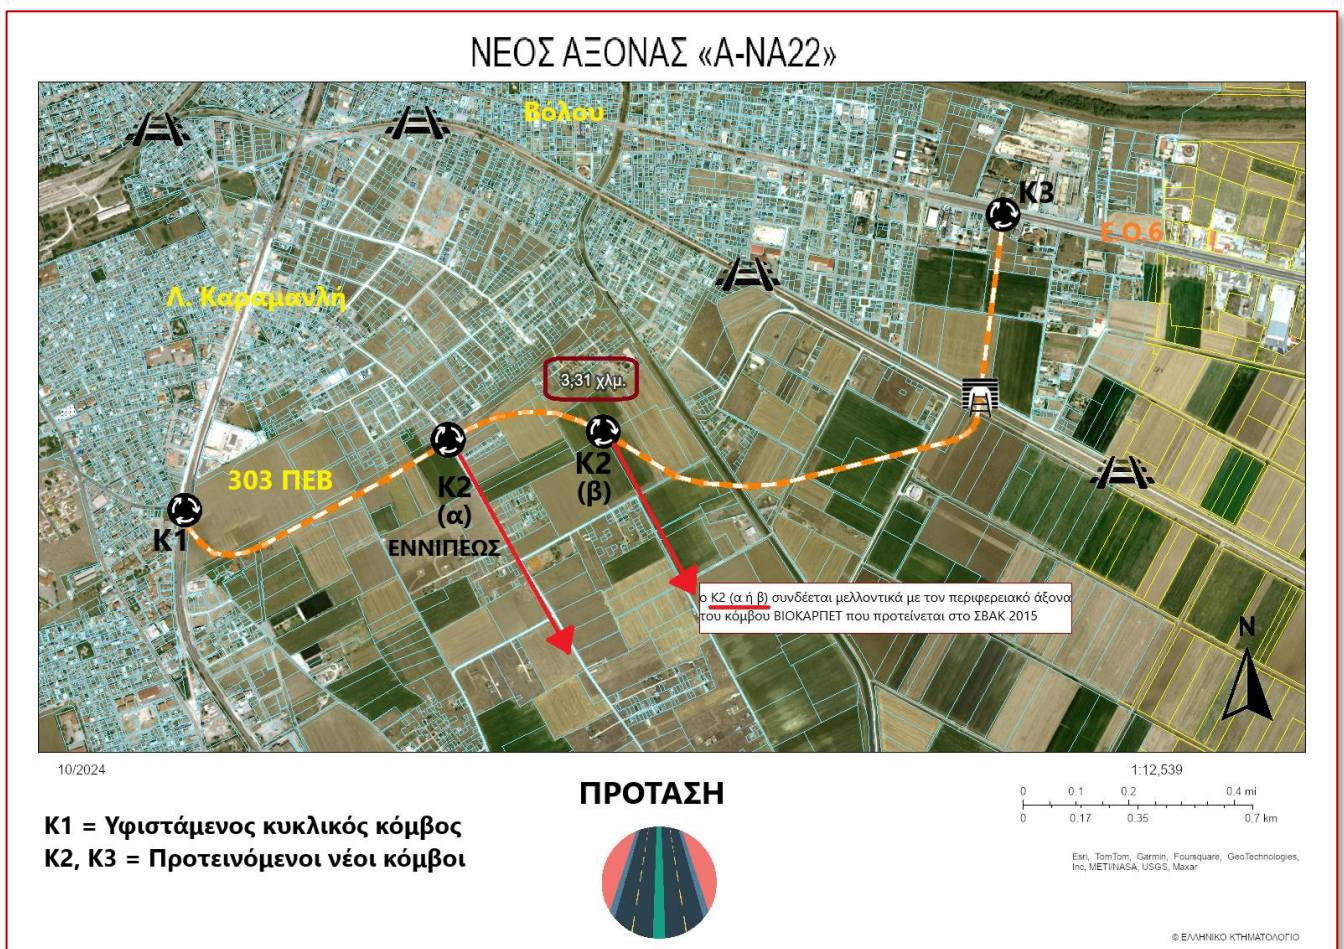 ΝΕΟΣ ΑΞΟΝΑΣ «Α-ΝΑ22»
Βόλου
Κ3
Ε.Ο.6
Λ. Καραμανλή
3,31 χλμ.
303 ΠΕΒ
Κ2
(α)
ΕΝΝΙΠΕΩΣ
Κ2
(β)
Κ1
ο Κ2 (α ή β) συνδέεται μελλοντικά με τον περιφερειακό άξονα
του κόμβου ΒΙΟΚΑΡΠΕΤ που προτείνεται στο ΣΒΑΚ 2015
N
10/2024
1:12,539
0 0.1 0.2 0.4 mi
0 0.17 0.35 0.7 km
ΠΡΟΤΑΣΗ
Κ1 = Υφιστάμενος κυκλικός κόμβος
Κ2, Κ3 = Προτεινόμενοι νέοι κόμβοι
Esri, TomTom, Garmin, Foursquare, GeoTechnologies,
Inc, METI/NASA, USGS, Maxar
© ΕΛΛΗΝΙΚΟ ΚΤΗΜΑΤΟΛΟΓΙΟ